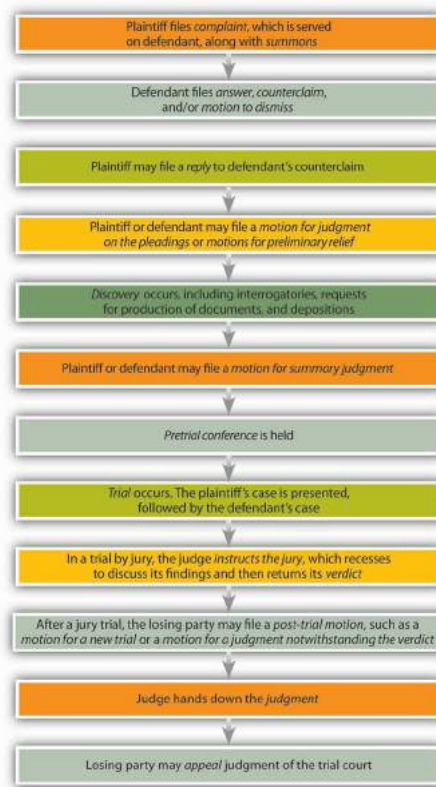 Plaintiff files complaint, which is served
on defendant, along with summons
Defendant files answer, counterclaim,
and/or motion to dismiss
Plaintiff may file a reply to defendant's counterclaim
Plaintiff or defendant may file a motion for judgment
on the pleadings or motions for preliminary relief
Discovery occurs, including interrogatories, requests
for production of documents, and depositions
Plaintiff or defendant may file a motion for summary judgment
Pretrial conference is held
Trial occurs. The plaintiff's case is presented,
followed by the defendant's case
In a trial by jury, the judge instructs the jury, which recesses
to discuss its findings and then returns its verdict
After a jury trial, the losing party may file a post-trial motion, such as a
motion for a new trial or a motion for a judgment notwithstanding the verdict
Judge hands down the judgment
Losing party may appeal judgment of the trial court